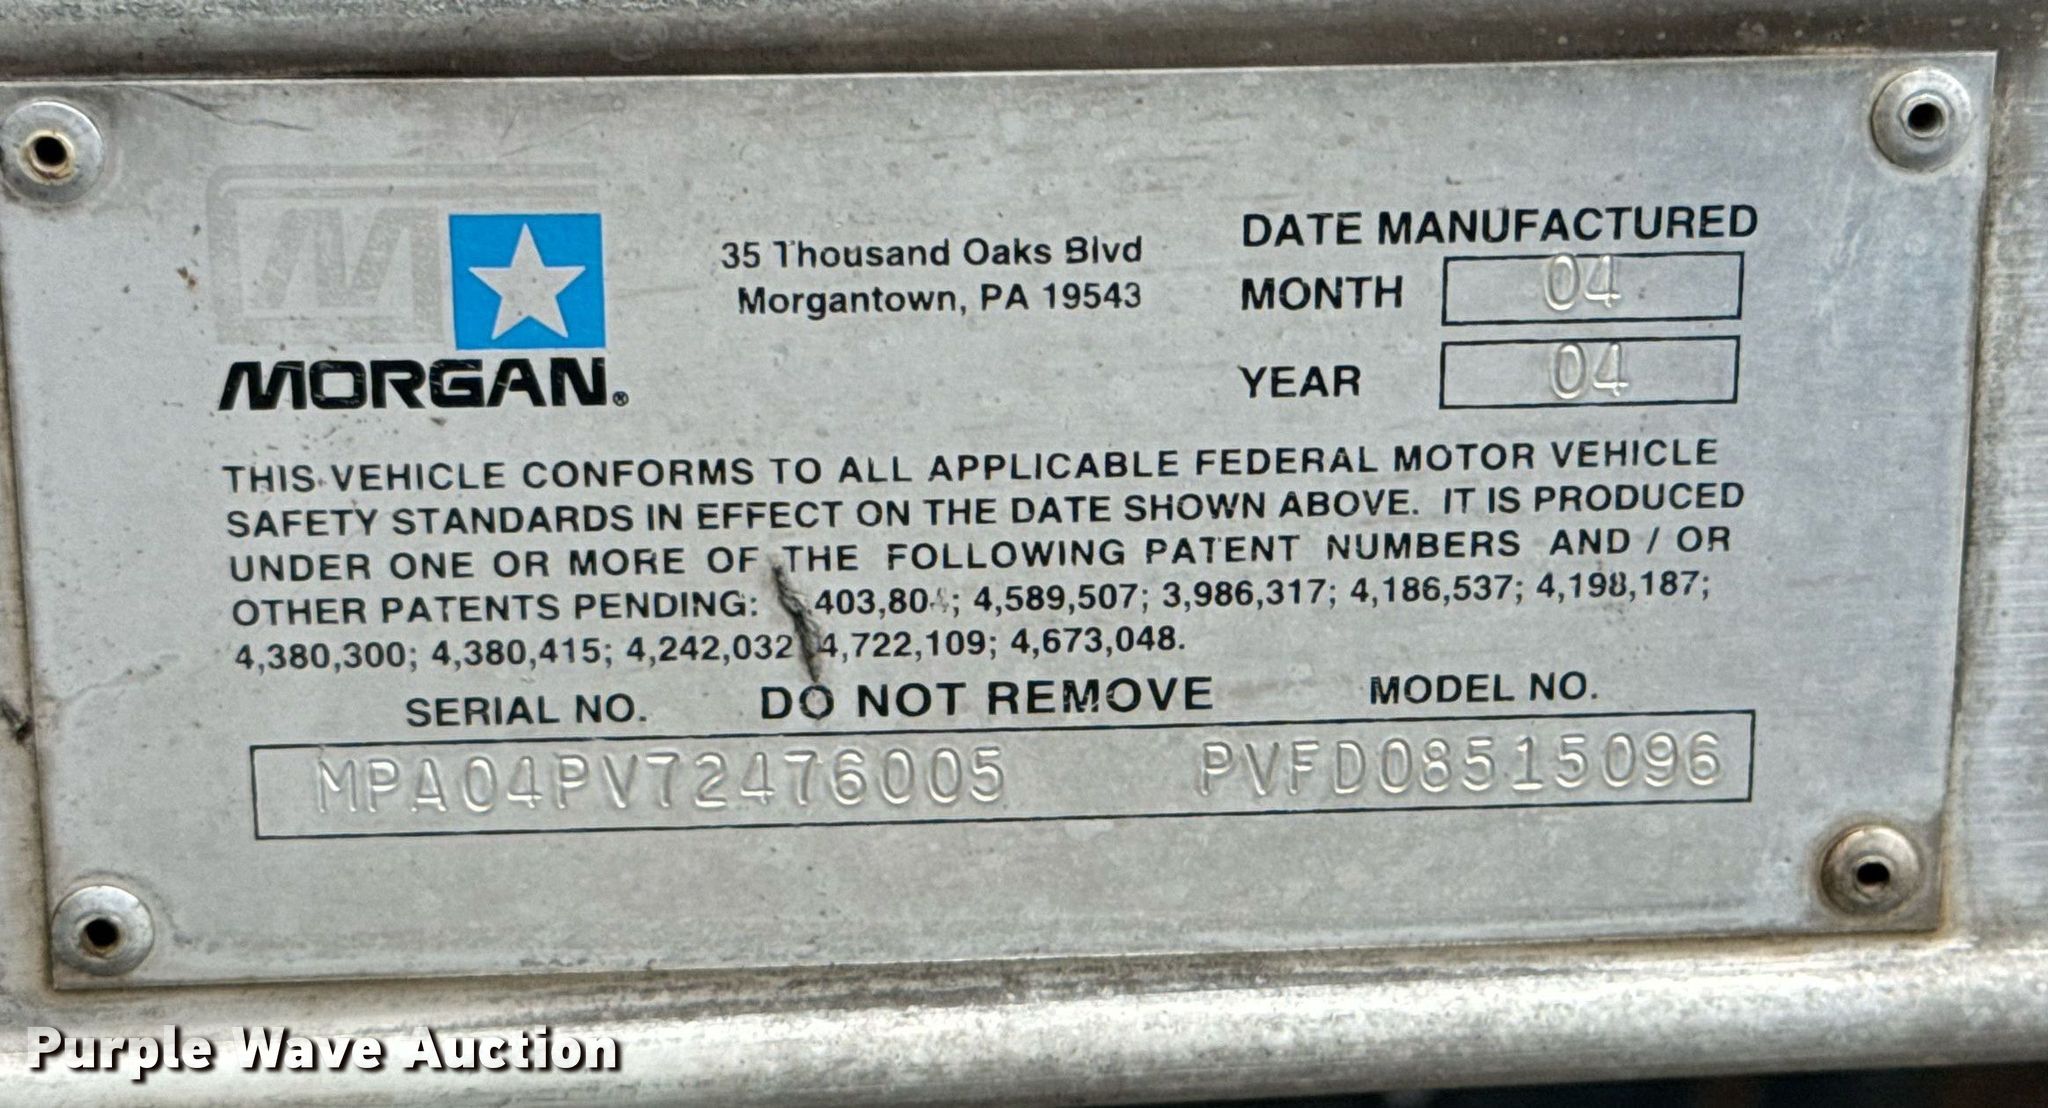 35 Thousand Oaks Blvd
Morgantown, PA 19543
MORGAN®
DATE MANUFACTURED
MONTH 04
YEAR 04
THIS VEHICLE CONFORMS TO ALL APPLICABLE FEDERAL MOTOR VEHICLE
SAFETY STANDARDS IN EFFECT ON THE DATE SHOWN ABOVE. IT IS PRODUCED
UNDER ONE OR MORE OF THE FOLLOWING PATENT NUMBERS AND / OR
OTHER PATENTS PENDING: 4,589,507; 3,986,317; 4,186,537; 4,198,187;
4,380,300; 4,380,415; 4,242,032 4,722,109; 4,673,048.
SERIAL NO. DO NOT REMOVE MODEL NO.
MPA04PV72476005 PVFD08515096
Purple Wave Auction